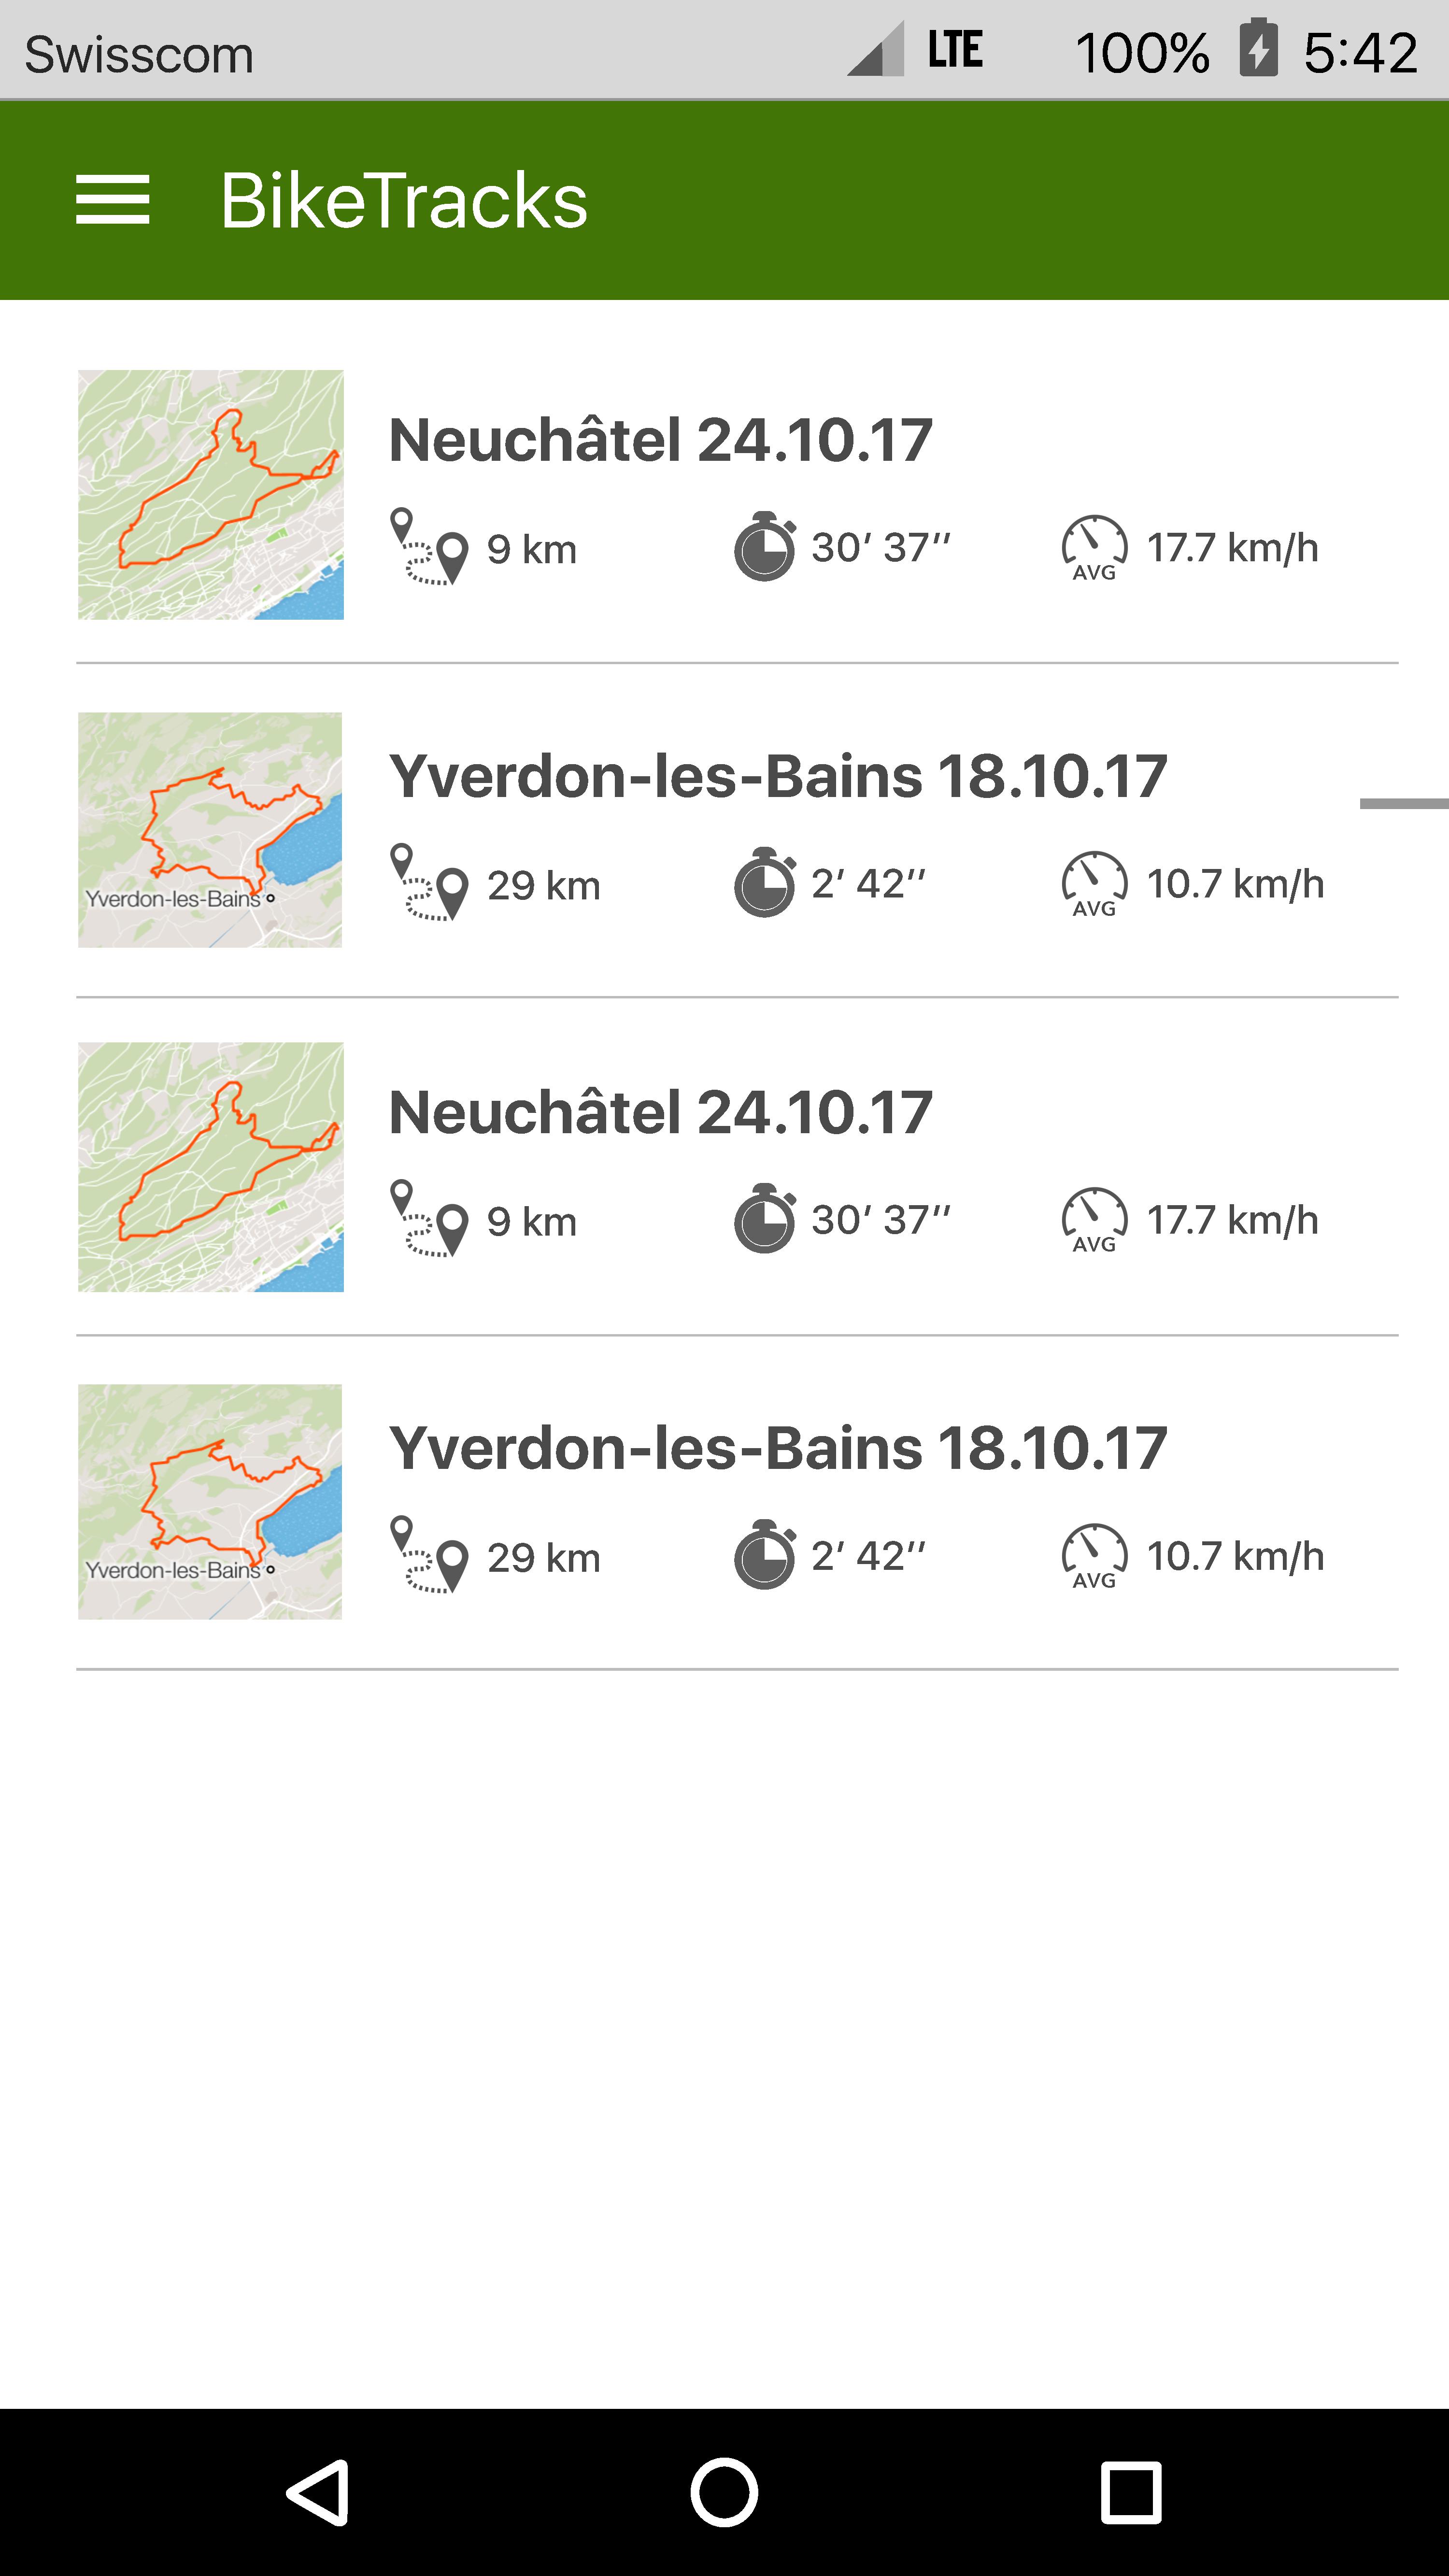 Swisscom LTE 100% 5:42
BikeTracks
Neuchâtel 24.10.17
9 km 30’ 37’’ AVG 17.7 km/h
Yverdon-les-Bains 18.10.17
29 km 2’ 42’’ AVG 10.7 km/h
Yverdon-les-Bains
Neuchâtel 24.10.17
9 km 30’ 37’’ AVG 17.7 km/h
Yverdon-les-Bains 18.10.17
29 km 2’ 42’’ AVG 10.7 km/h
Yverdon-les-Bains